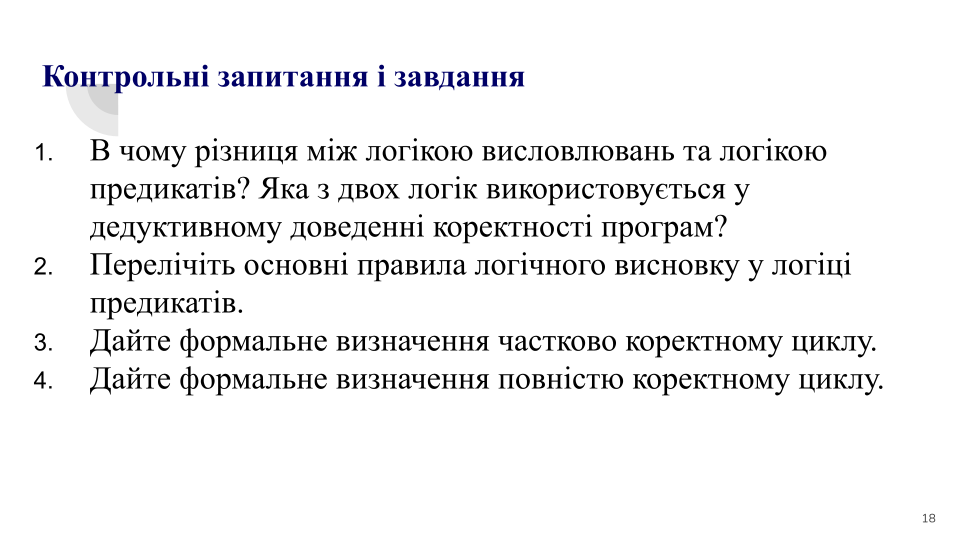 Контрольні запитання і завдання
1. В чому різниця між логікою висловлювань та логікою
предикатів? Яка з двох логік використовується у
дедуктивному доведенні коректності програм?
2. Перелічіть основні правила логічного висновку у логіці
предикатів.
3. Дайте формальне визначення частково коректному циклу.
4. Дайте формальне визначення повністю коректному циклу.
18